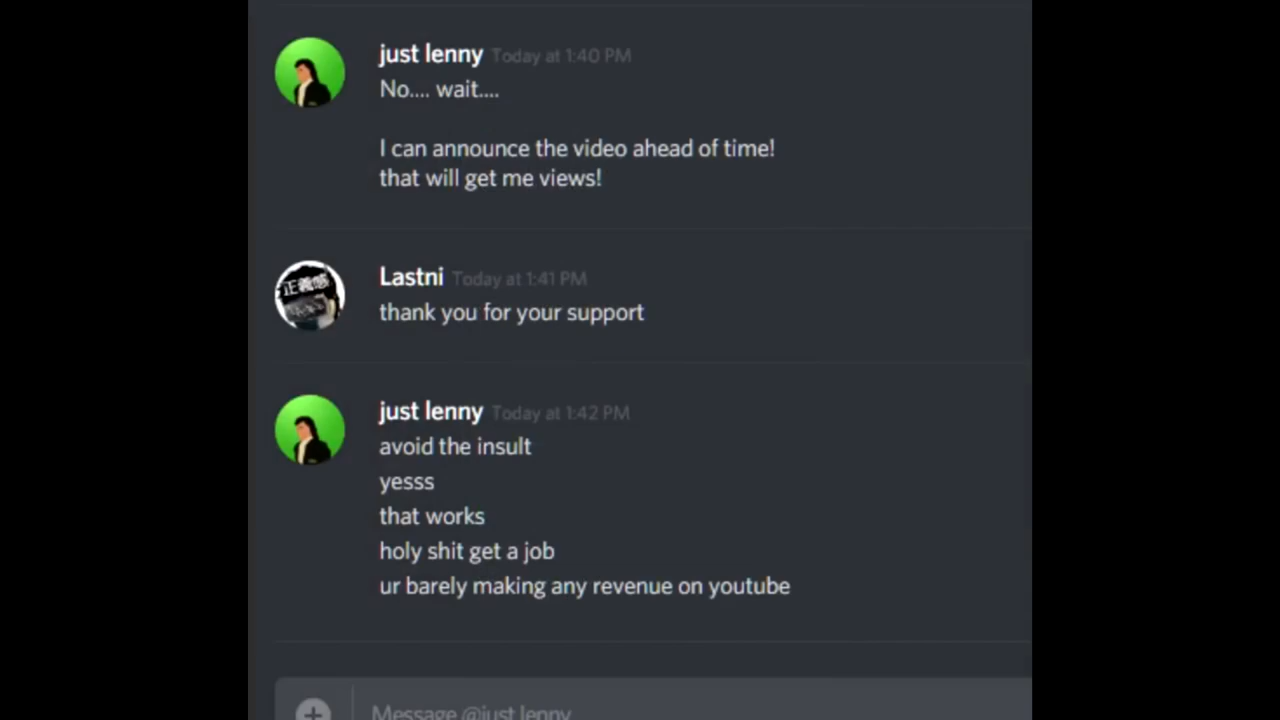 just lenny Today at 1:40 PM
No.... wait....
I can announce the video ahead of time!
that will get me views!
Lastni Today at 1:41 PM
正義感
thank you for your support
just lenny Today at 1:42 PM
avoid the insult
yesss
that works
holy shit get a job
ur barely making any revenue on youtube
Message @just lenny